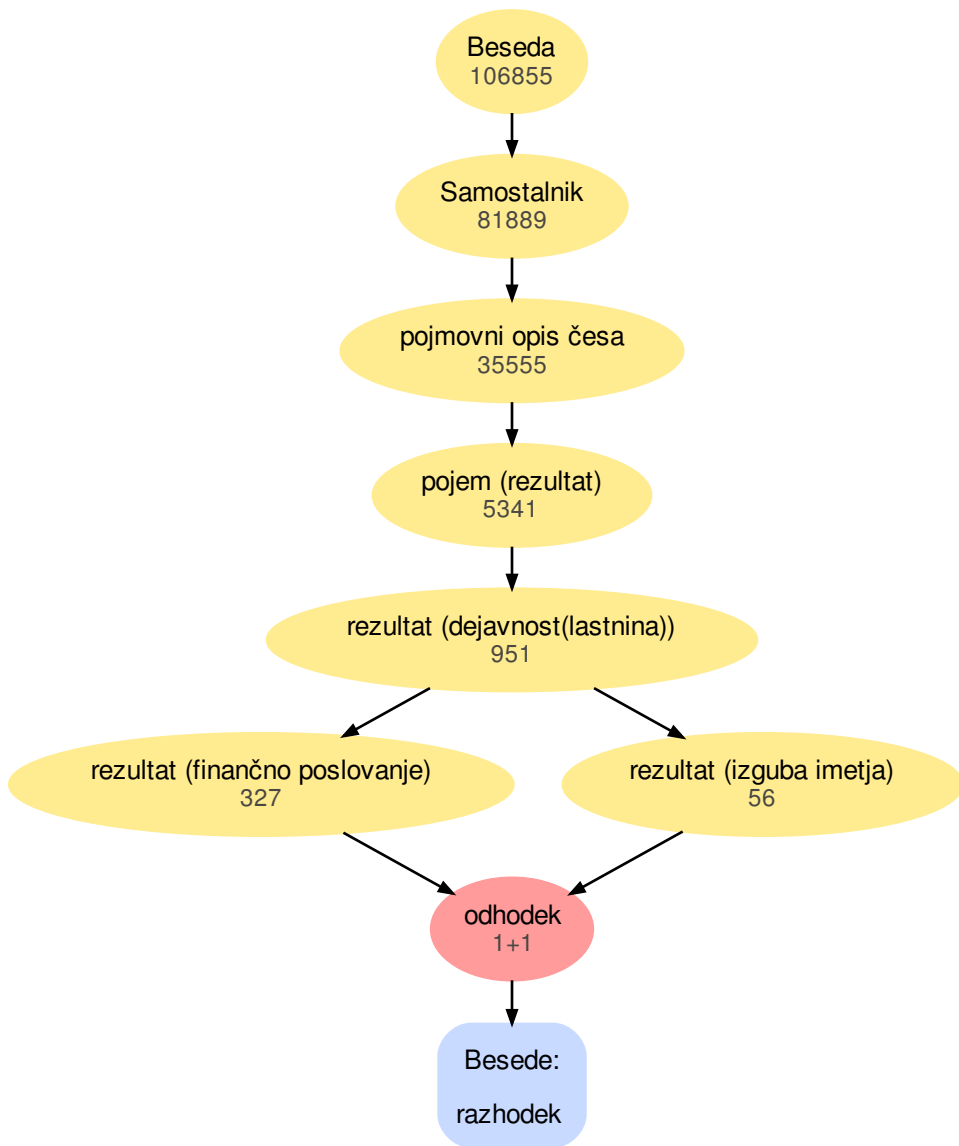 Beseda
106855
Samostalnik
81889
pojmovni opis česa
35555
pojem (rezultat)
5341
rezultat (dejavnost(lastnina))
951
rezultat (finančno poslovanje)
327
rezultat (izguba imetja)
56
odhodek
1+1
Besede:
razhodek